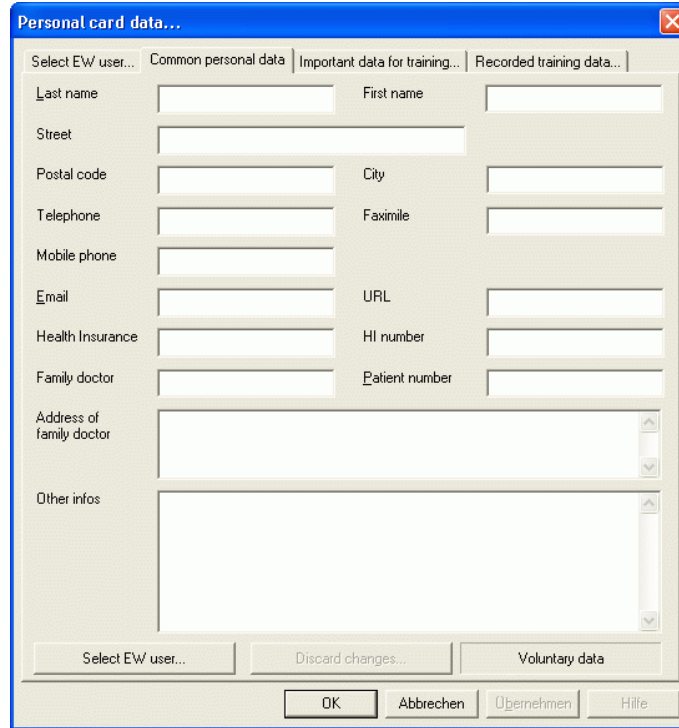 Personal card data...
Select EW user... Common personal data Important data for training... Recorded training data...
Last name First name
Street
Postal code City
Telephone Faximile
Mobile phone
Email URL
Health Insurance HI number
Family doctor Patient number
Address of
family doctor
Other infos
Select EW user... Discard changes... Voluntary data
OK Abbrechen Übernehmen Hilfe